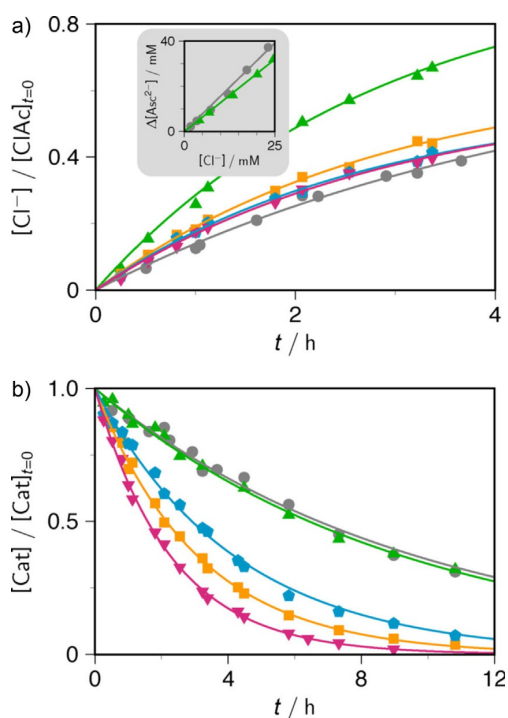 a)
0.8
0.4
0
[Cl⁻] / [ClAc]t=0
40
0
Δ[Asc²⁻] / mM
0
25
[Cl⁻] / mM
0
2
4
t / h
b)
1.0
0.5
0
[Cat] / [Cat]t=0
0
4
8
12
t / h